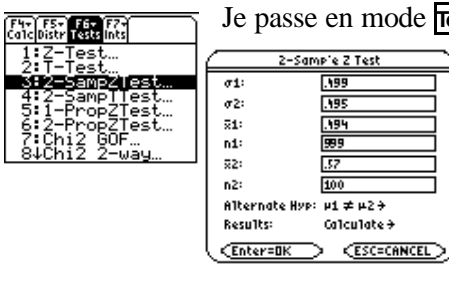 Je passe en mode
F4▾ F5▾ F6▾ F7▾
Calc Distr Tests Ints
1:Z-Test…
2:T-Test…
3:2-SampZTest…
4:2-SampTTest…
5:1-PropZTest…
6:2-PropZTest…
7:Chi2 GOF…
8↓Chi2 2-way…
2-Samp'e Z Test
σ1: .499
σ2: .495
x̄1: .494
n1: 999
x̄2: .57
n2: 100
Alternate Hyp: μ1 ≠ μ2→
Results: Calculate→
Enter=OK ESC=CANCEL